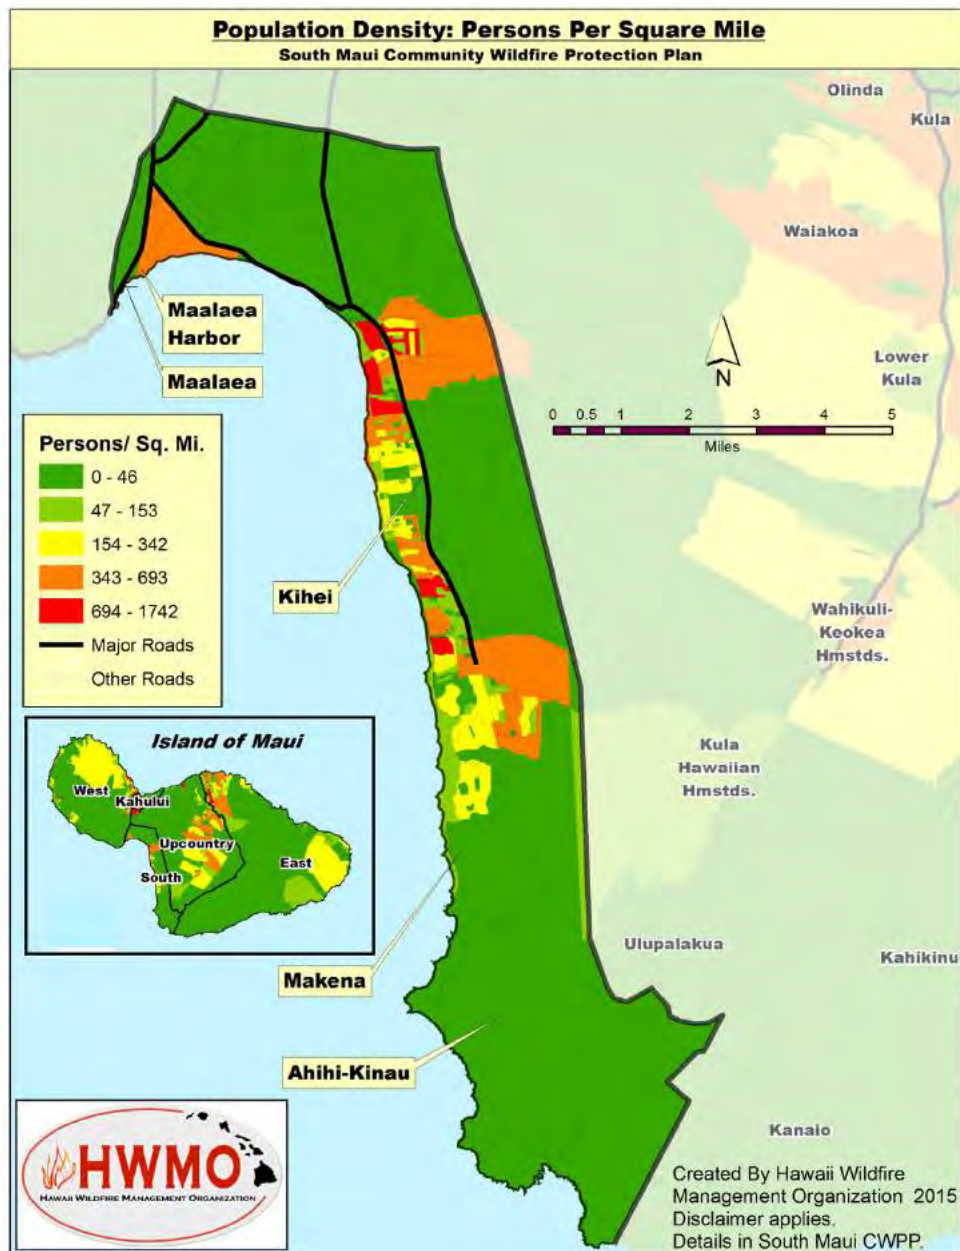 Population Density: Persons Per Square Mile
South Maui Community Wildfire Protection Plan
Olinda
Kula
Waiakoa
Maalaea
Harbor
Maalaea
Lower
Kula
N
0 0.5 1 2 3 4 5
Miles
Persons/ Sq. Mi.
0 - 46
47 - 153
154 - 342
343 - 693
694 - 1742
Major Roads
Other Roads
Kihei
Wahikuli-
Keokea
Hmstds.
Kula
Hawaiian
Hmstds.
Island of Maui
West
Kahului
Upcountry
South
East
Makena
Ulupalakua
Kahikinu
Ahihi-Kinau
Kanaio
HWMO
HAWAII WILDFIRE MANAGEMENT ORGANIZATION
Created By Hawaii Wildfire
Management Organization 2015
Disclaimer applies.
Details in South Maui CWPP.